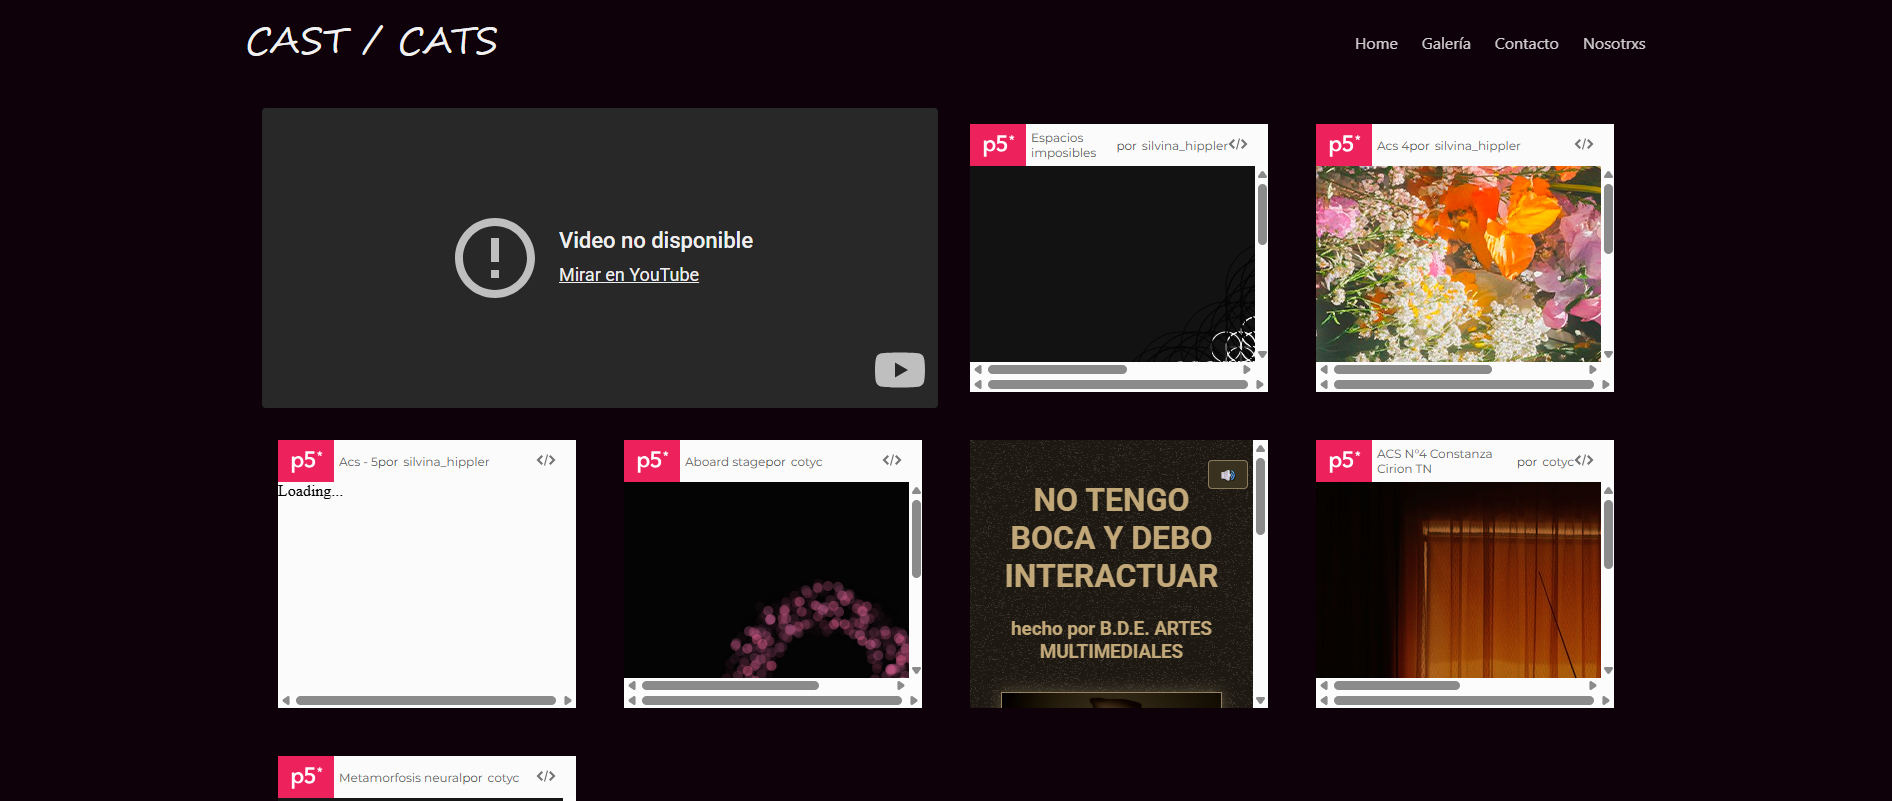 CAST / CATS
Home Galería Contacto Nosotrxs
Video no disponible
Mirar en YouTube
p5* Espacios
imposibles por silvina_hippler </>
p5* Acs 4por silvina_hippler </>
p5* Acs - 5por silvina_hippler </>
Loading...
p5* Aboard stagepor cotyc </>
NO TENGO
BOCA Y DEBO
INTERACTUAR
hecho por B.D.E. ARTES
MULTIMEDIALES
p5* ACS N°4 Constanza
Cirion TN por cotyc </>
p5* Metamorfosis neuralpor cotyc </>